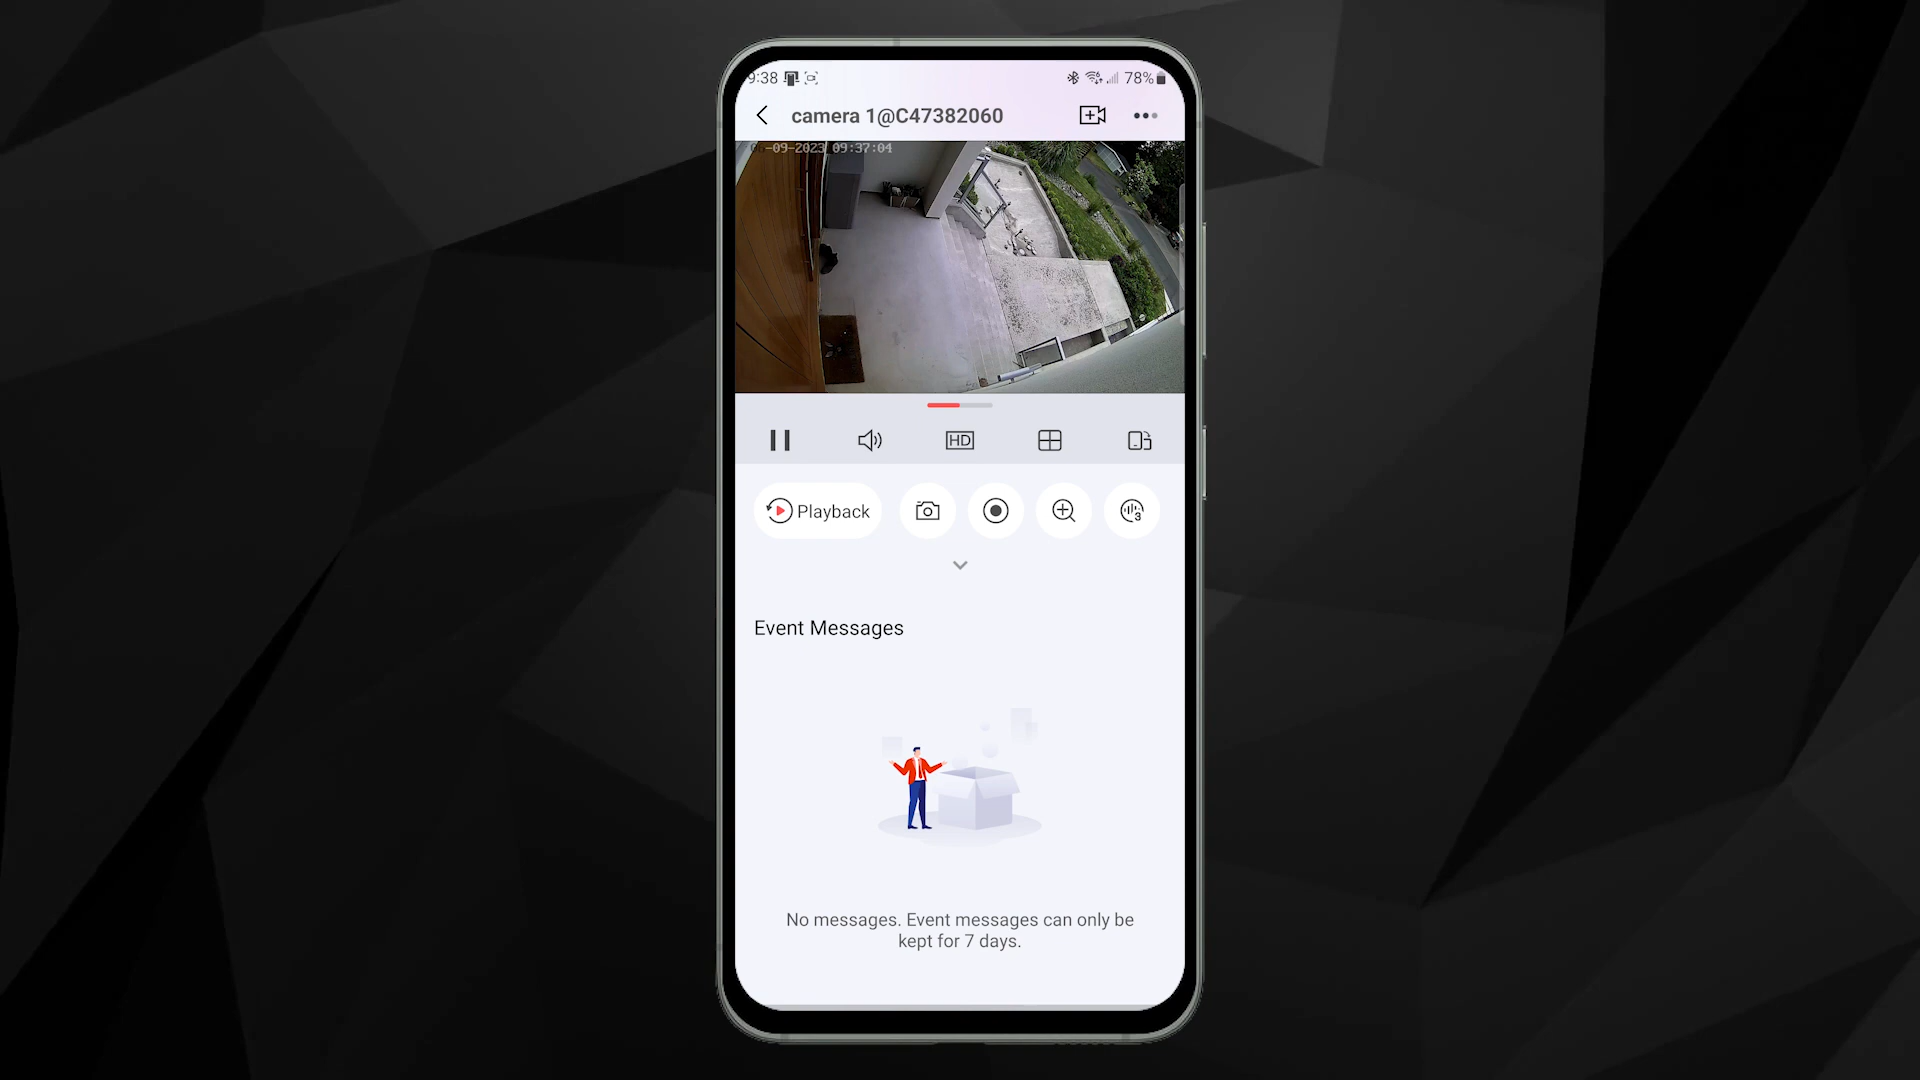 9:38
78%
camera 1@C47382060
-09-2023 09:37:04
HD
Playback
3
Event Messages
No messages. Event messages can only be
kept for 7 days.